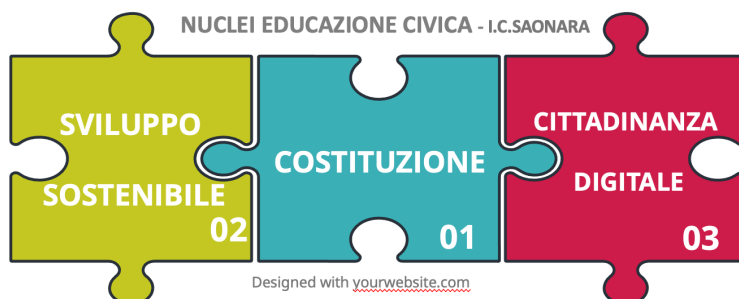 NUCLEI EDUCAZIONE CIVICA - I.C.SAONARA
SVILUPPO
SOSTENIBILE
02
COSTITUZIONE
01
CITTADINANZA
DIGITALE
03
Designed with yourwebsite.com